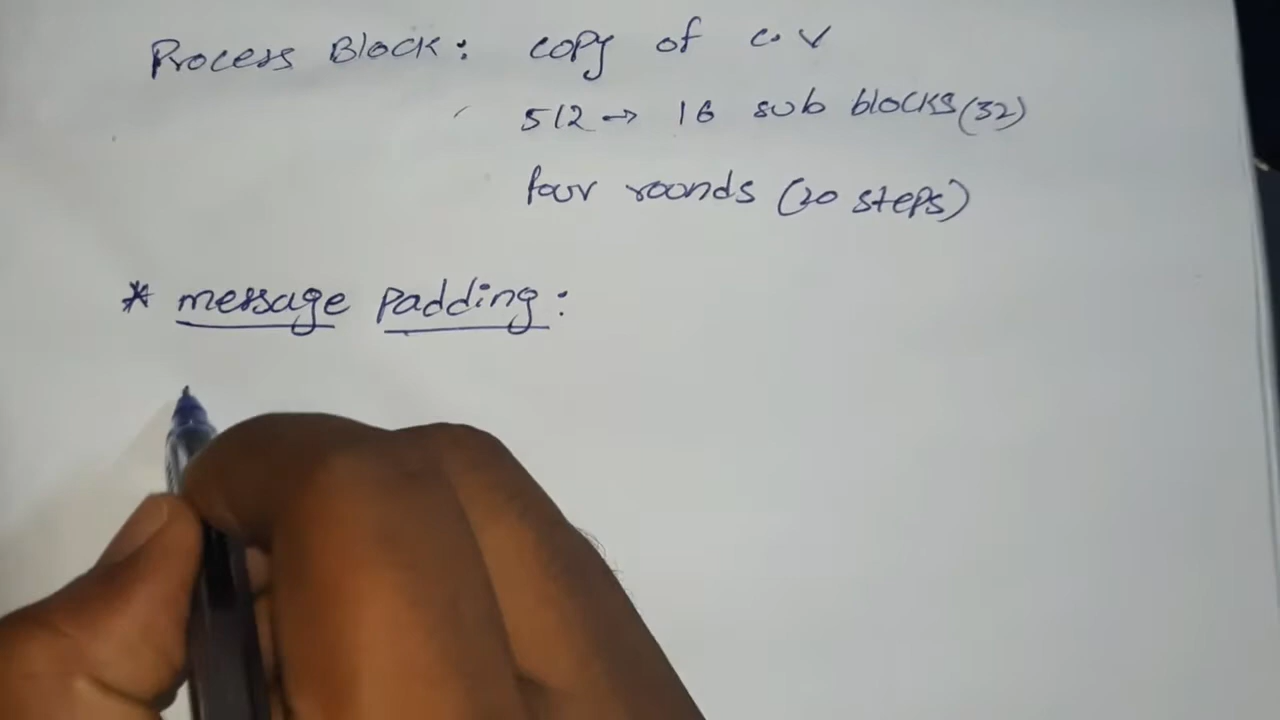 Process Block: copy of c.v
512 → 16 sub blocks (32)
four rounds (20 steps)
* message padding: